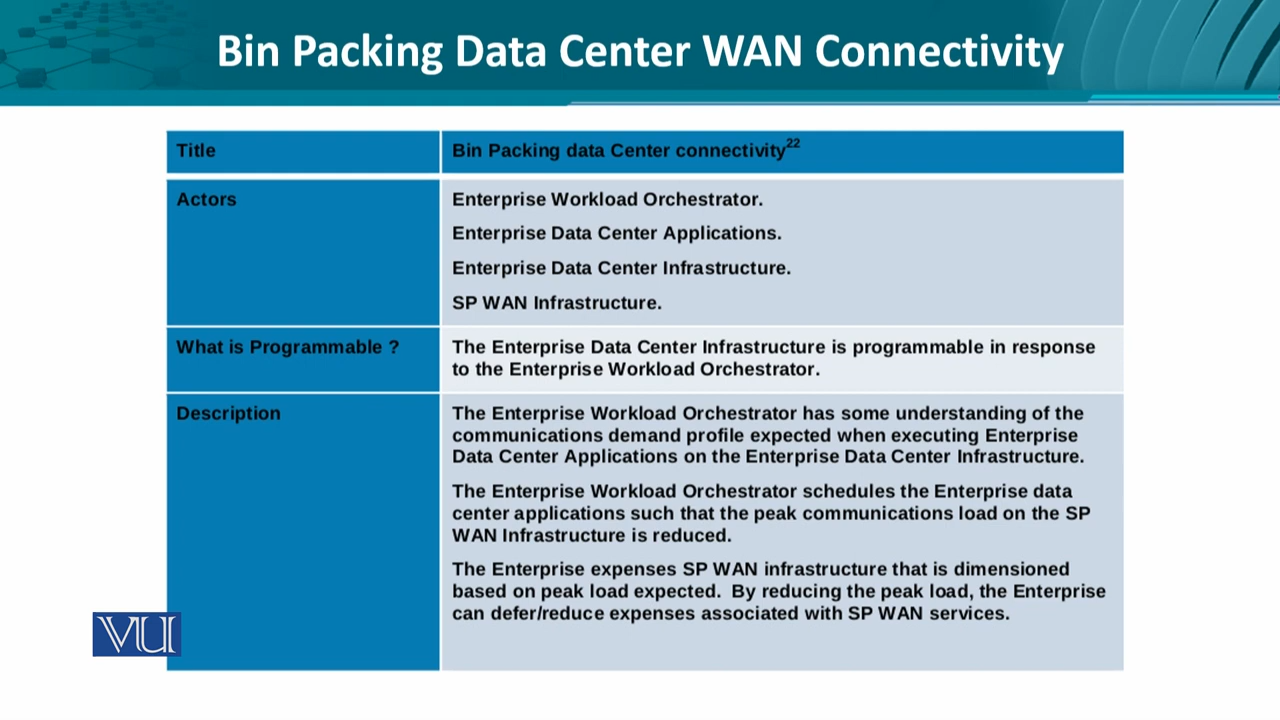 Bin Packing Data Center WAN Connectivity
Title
Bin Packing data Center connectivity22
Actors
Enterprise Workload Orchestrator.
Enterprise Data Center Applications.
Enterprise Data Center Infrastructure.
SP WAN Infrastructure.
What is Programmable ?
The Enterprise Data Center Infrastructure is programmable in response
to the Enterprise Workload Orchestrator.
Description
The Enterprise Workload Orchestrator has some understanding of the
communications demand profile expected when executing Enterprise
Data Center Applications on the Enterprise Data Center Infrastructure.
The Enterprise Workload Orchestrator schedules the Enterprise data
center applications such that the peak communications load on the SP
WAN Infrastructure is reduced.
The Enterprise expenses SP WAN infrastructure that is dimensioned
based on peak load expected.  By reducing the peak load, the Enterprise
can defer/reduce expenses associated with SP WAN services.
VU